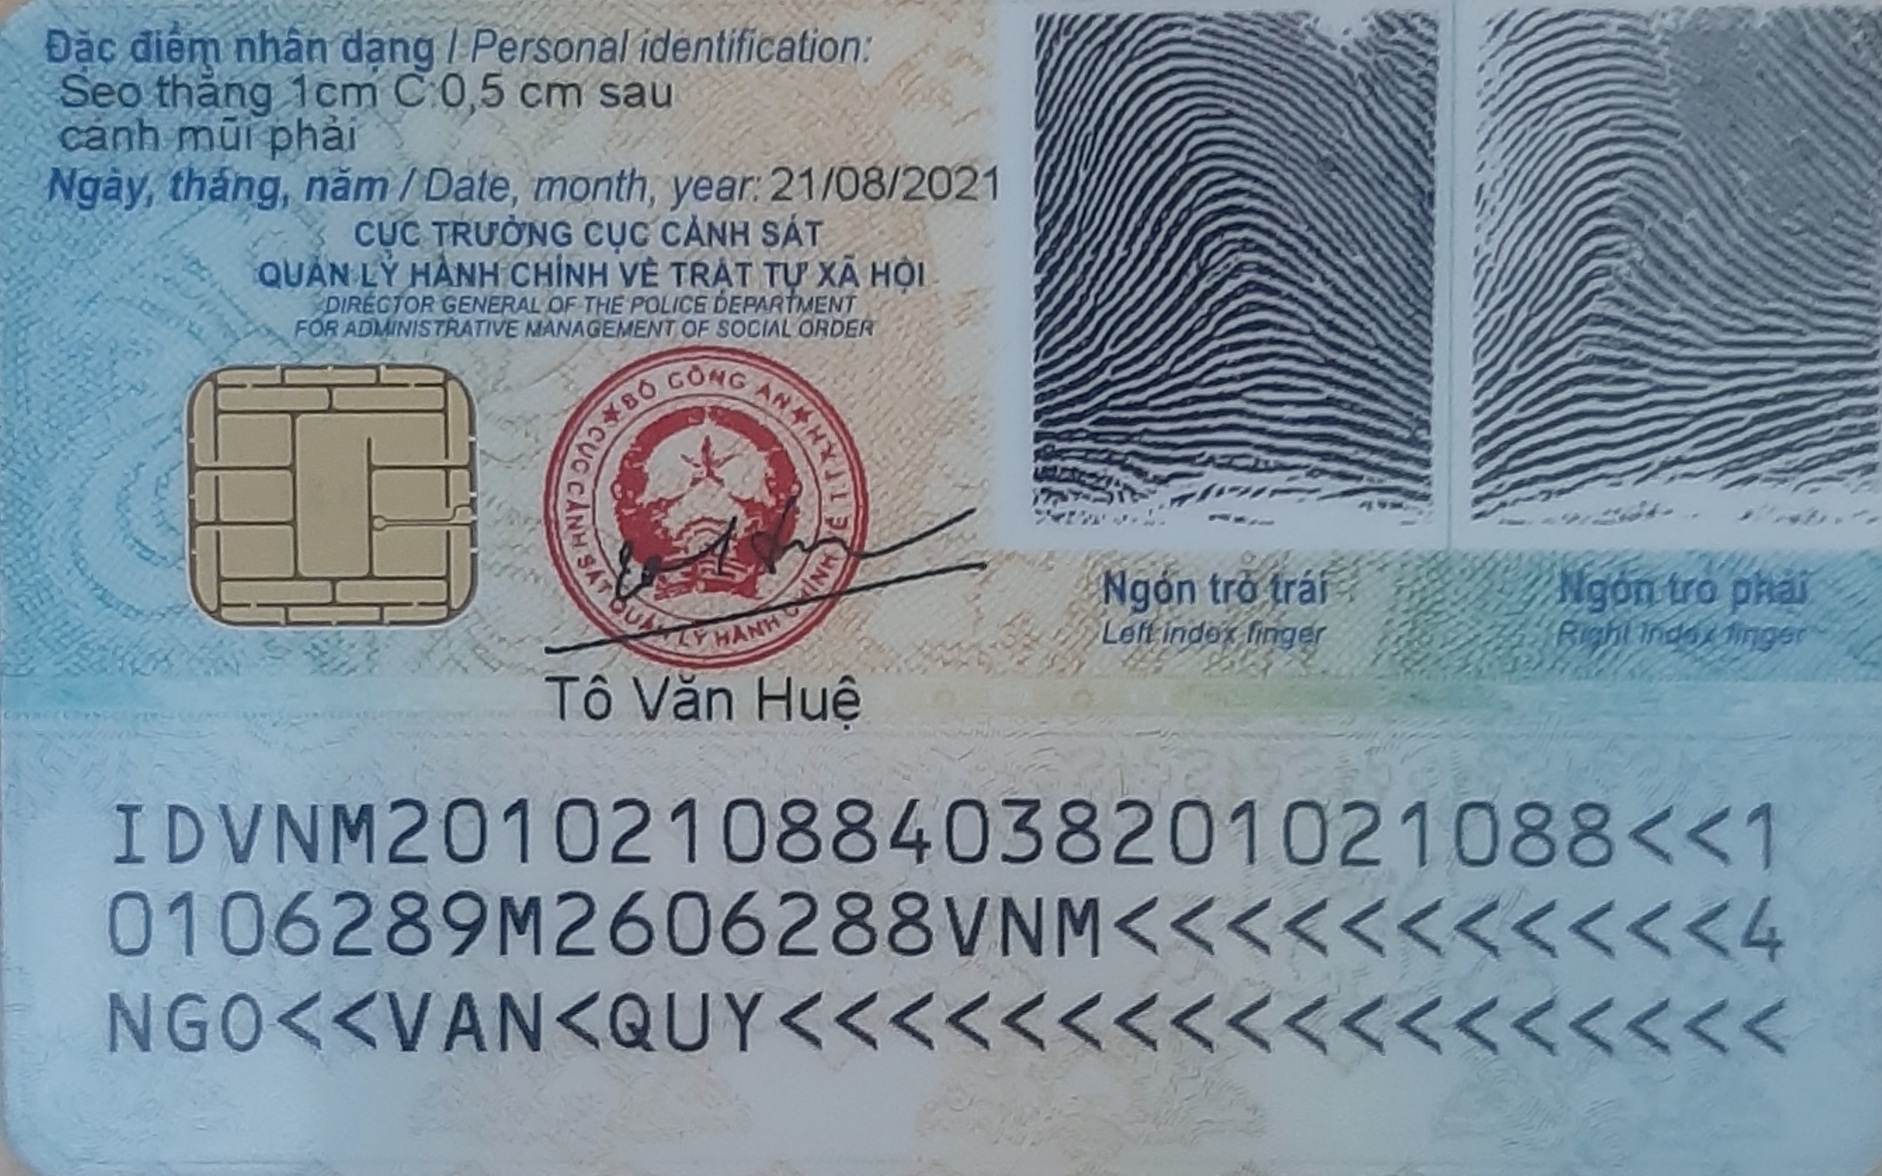 Đặc điểm nhân dạng / Personal identification:
Sẹo thẳng 1cm C:0,5 cm sau
cánh mũi phải
Ngày, tháng, năm / Date, month, year: 21/08/2021
CỤC TRƯỞNG CỤC CẢNH SÁT
QUẢN LÝ HÀNH CHÍNH VỀ TRẬT TỰ XÃ HỘI
DIRECTOR GENERAL OF THE POLICE DEPARTMENT
FOR ADMINISTRATIVE MANAGEMENT OF SOCIAL ORDER
BỘ CÔNG AN
CỤC CẢNH SÁT QUẢN LÝ HÀNH CHÍNH VỀ TTXH
Ngón trỏ trái
Left index finger
Ngón trỏ phải
Right index finger
Tô Văn Huệ
IDVNM2010210884038201021088<<1
0106289M2606288VNM<<<<<<<<<<<4
NGO<<VAN<QUY<<<<<<<<<<<<<<<<<<